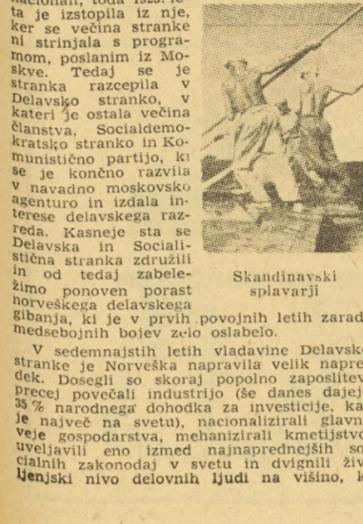 ta je izstopila iz nje,
ker se večina stranke
ni strinjala s progra-
mom, poslanim iz Mo-
skve. Tedaj se je
stranka razcepila v
Delavsko stranko, v
kateri je ostala večina
članstva, Socialdemo-
kratsko stranko in Ko-
munistično partijo, ki
se je končno razvila
v navadno moskovsko
agenturo in izdala in-
terese delavskega raz-
reda. Kasneje sta se
Delavska in Sociali-
stična stranka združili
in od tedaj zabele-
žimo ponoven porast
norveškega delavskega
gibanja, ki je v prvih povojnih letih zarad
medsebojnih bojev zelo oslabelo.
Skandinavski
splavarji
V sedemnajstih letih vladavine Delavsk
stranke je Norveška napravila velik napre
dek. Dosegli so skoraj popolno zaposlitev
precej povečali industrijo (še danes dajej
35 % narodnega dohodka za investicije, ka
je največ na svetu), nacionalizirali glavn
veje gospodarstva, mehanizirali kmetijstvo
uveljavili eno izmed najnaprednejših so
cialnih zakonodaj v svetu in dvignili živ
ljenjski nivo delovnih ljudi na višino, k